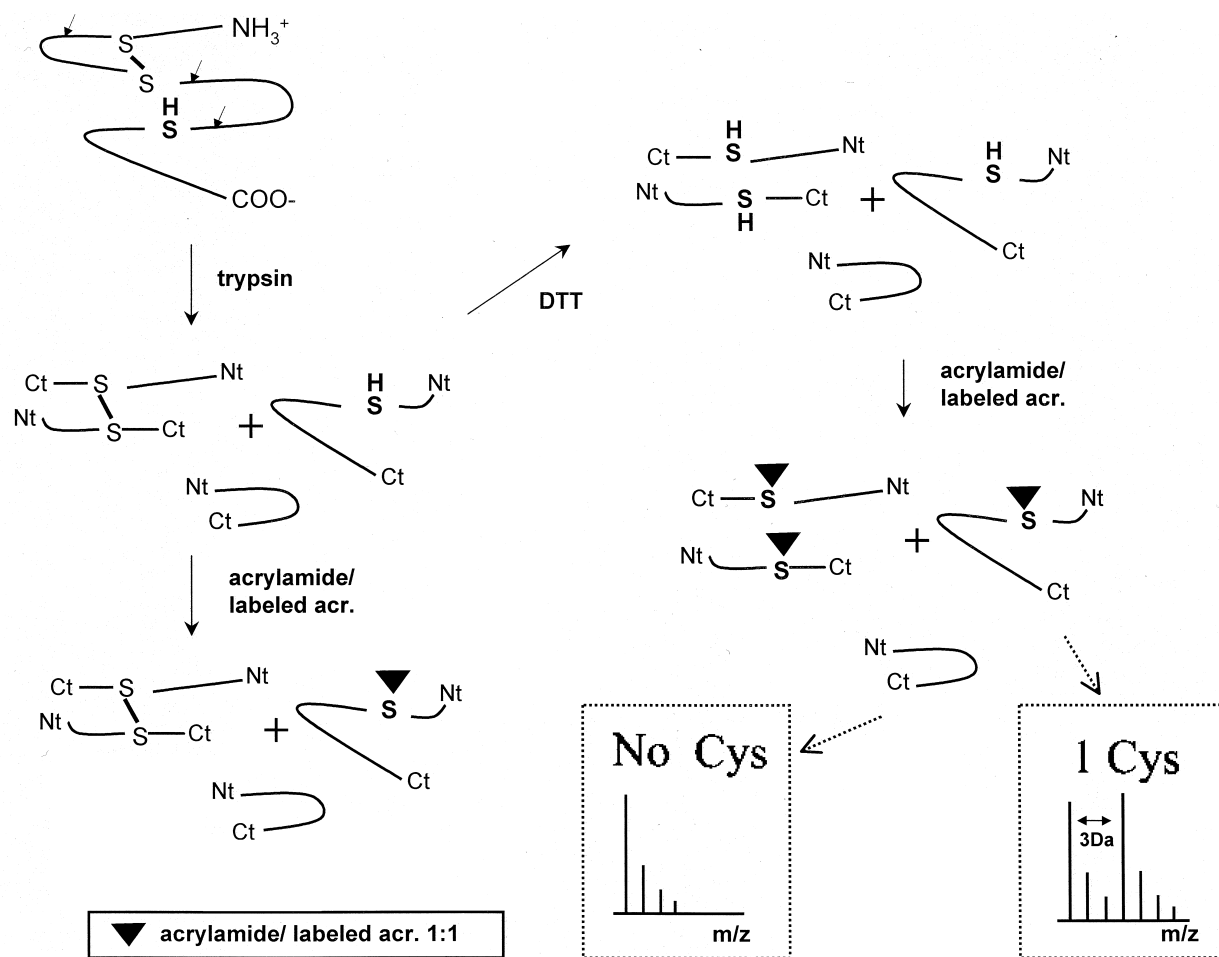 S
NH3+
S
H
S
COO-
trypsin
Ct S Nt
Nt S Ct
+
H
S Nt
Ct
Nt
Ct
acrylamide/
labeled acr.
Ct S Nt
Nt S Ct
+
S Nt
Ct
Nt
Ct
DTT
H
Ct S Nt
Nt S Ct
H
+
H
S Nt
Ct
Nt
Ct
acrylamide/
labeled acr.
Ct S Nt
Nt S Ct
+
S Nt
Ct
Nt
Ct
No Cys
m/z
1 Cys
3Da
m/z
acrylamide/ labeled acr. 1:1